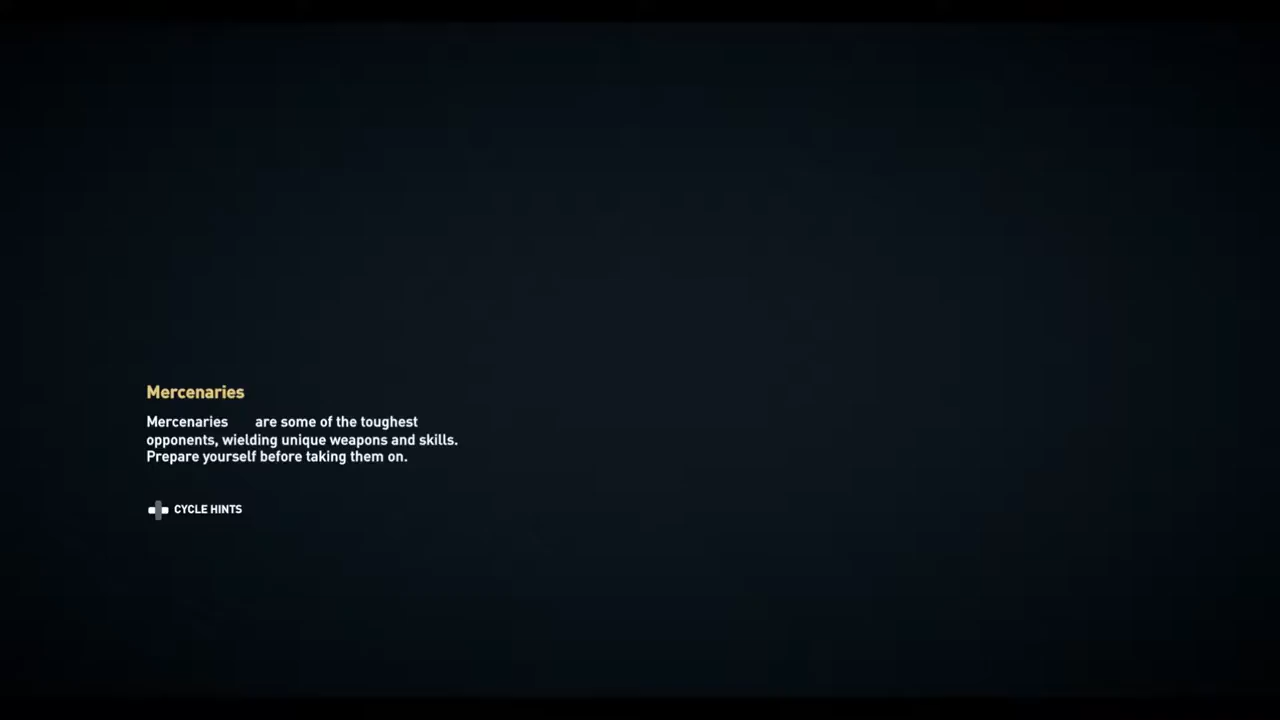 Mercenaries
Mercenaries are some of the toughest
opponents, wielding unique weapons and skills.
Prepare yourself before taking them on.
CYCLE HINTS